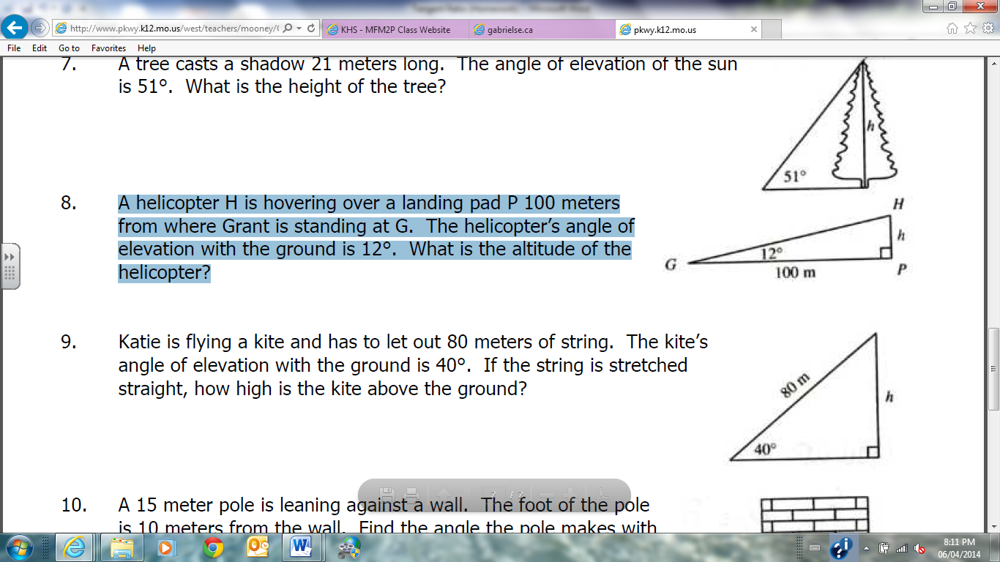 http://www.pkwy.k12.mo.us/west/teachers/mooney/
KHS - MFM2P Class Website
gabrielse.ca
pkwy.k12.mo.us
File Edit Go to Favorites Help
7. A tree casts a shadow 21 meters long. The angle of elevation of the sun
is 51°. What is the height of the tree?
h
51°
8. A helicopter H is hovering over a landing pad P 100 meters
from where Grant is standing at G. The helicopter’s angle of
elevation with the ground is 12°. What is the altitude of the
helicopter?
H
h
12°
G
100 m
P
9. Katie is flying a kite and has to let out 80 meters of string. The kite’s
angle of elevation with the ground is 40°. If the string is stretched
straight, how high is the kite above the ground?
80 m
h
40°
10. A 15 meter pole is leaning against a wall. The foot of the pole
is 10 meters from the wall. Find the angle the pole makes with
8:11 PM
06/04/2014